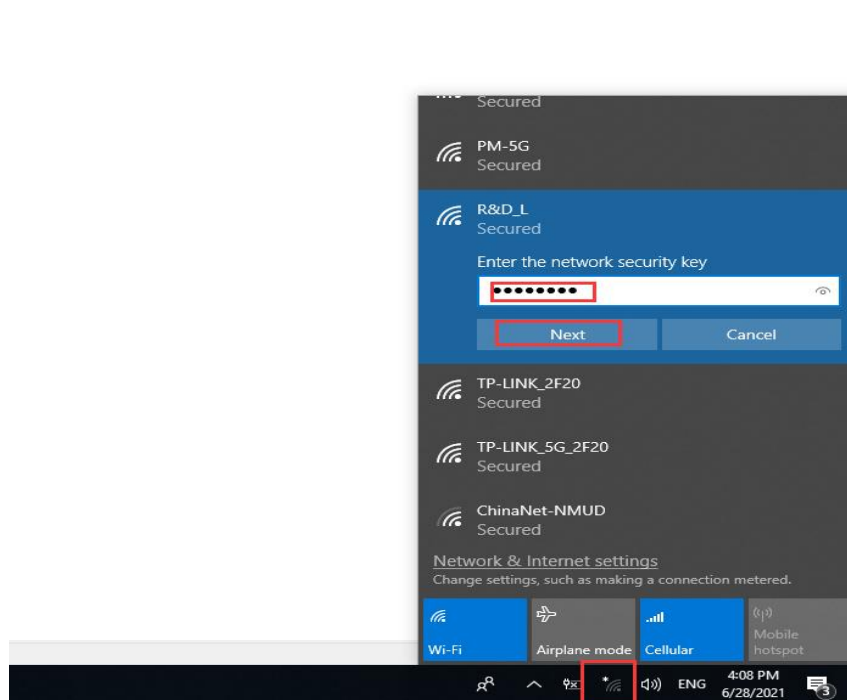 Secured
PM-5G
Secured
R&D_L
Secured
Enter the network security key
Next
Cancel
TP-LINK_2F20
Secured
TP-LINK_5G_2F20
Secured
ChinaNet-NMUD
Secured
Network & Internet settings
Change settings, such as making a connection metered.
Wi-Fi
Airplane mode
Cellular
Mobile
hotspot
ENG
4:08 PM
6/28/2021
3